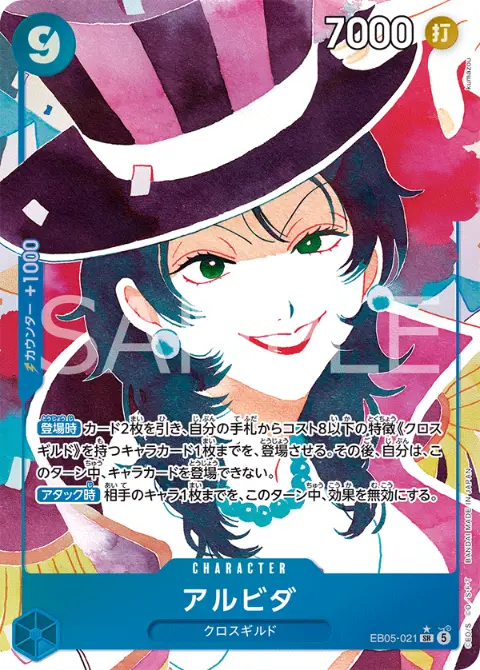 9
7000 打
kumazou
カウンター +1000
SAMPLE
登場時 カード2枚を引き、自分の手札からコスト8以下の特徴《クロス
ギルド》を持つキャラカード1枚までを、登場させる。その後、自分は、こ
のターン中、キャラカードを登場できない。
アタック時 相手のキャラ1枚までを、このターン中、効果を無効にする。
CHARACTER
アルビダ
クロスギルド
EB05-021 SR 5
©E.O./S. ©O./S.,F.,T. BANDAI MADE IN JAPAN